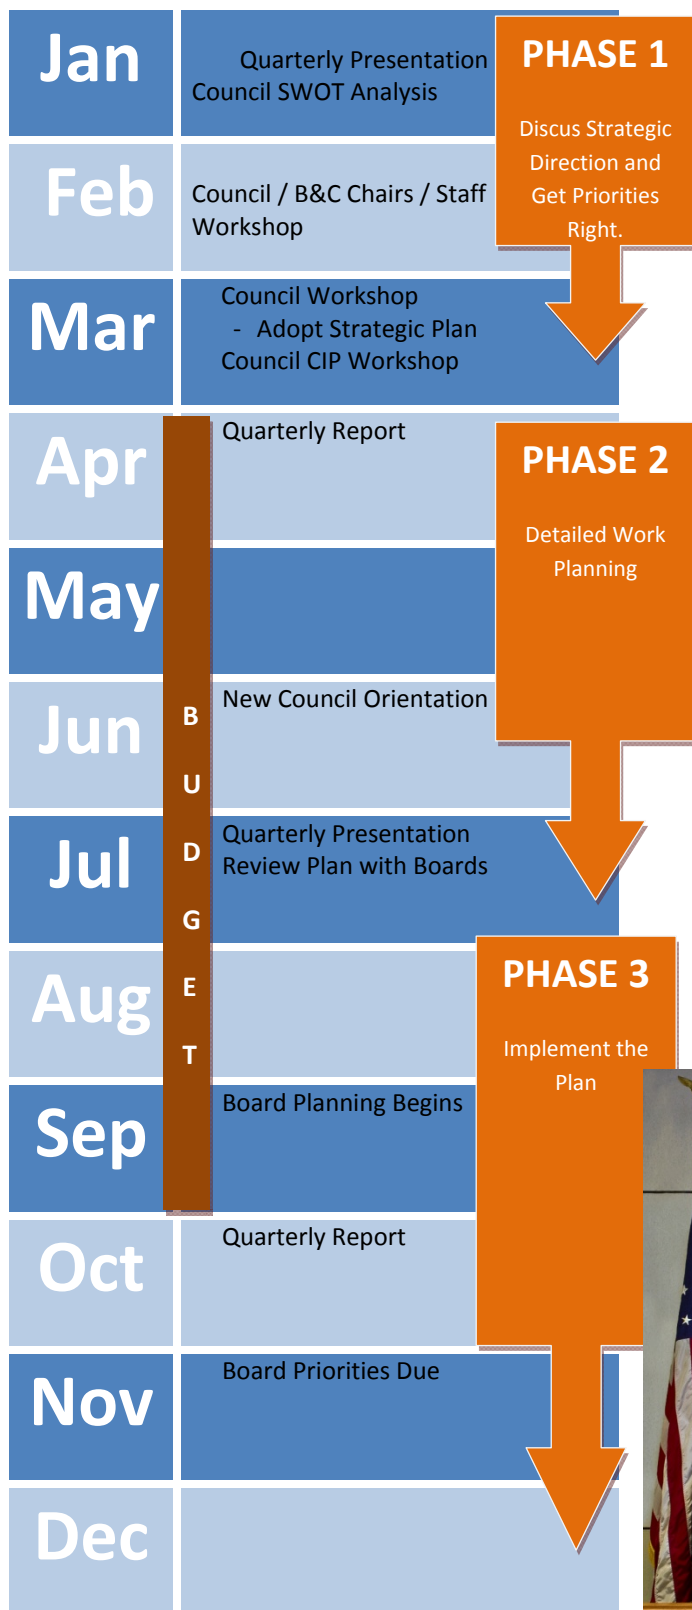 Jan
Quarterly Presentation
Council SWOT Analysis
PHASE 1
Discus Strategic
Direction and
Get Priorities
Right.
Feb
Council / B&C Chairs / Staff
Workshop
Mar
Council Workshop
- Adopt Strategic Plan
Council CIP Workshop
Apr
Quarterly Report
PHASE 2
Detailed Work
Planning
May
Jun
New Council Orientation
B
U
D
G
E
T
Jul
Quarterly Presentation
Review Plan with Boards
Aug
PHASE 3
Implement the
Plan
Sep
Board Planning Begins
Oct
Quarterly Report
Nov
Board Priorities Due
Dec